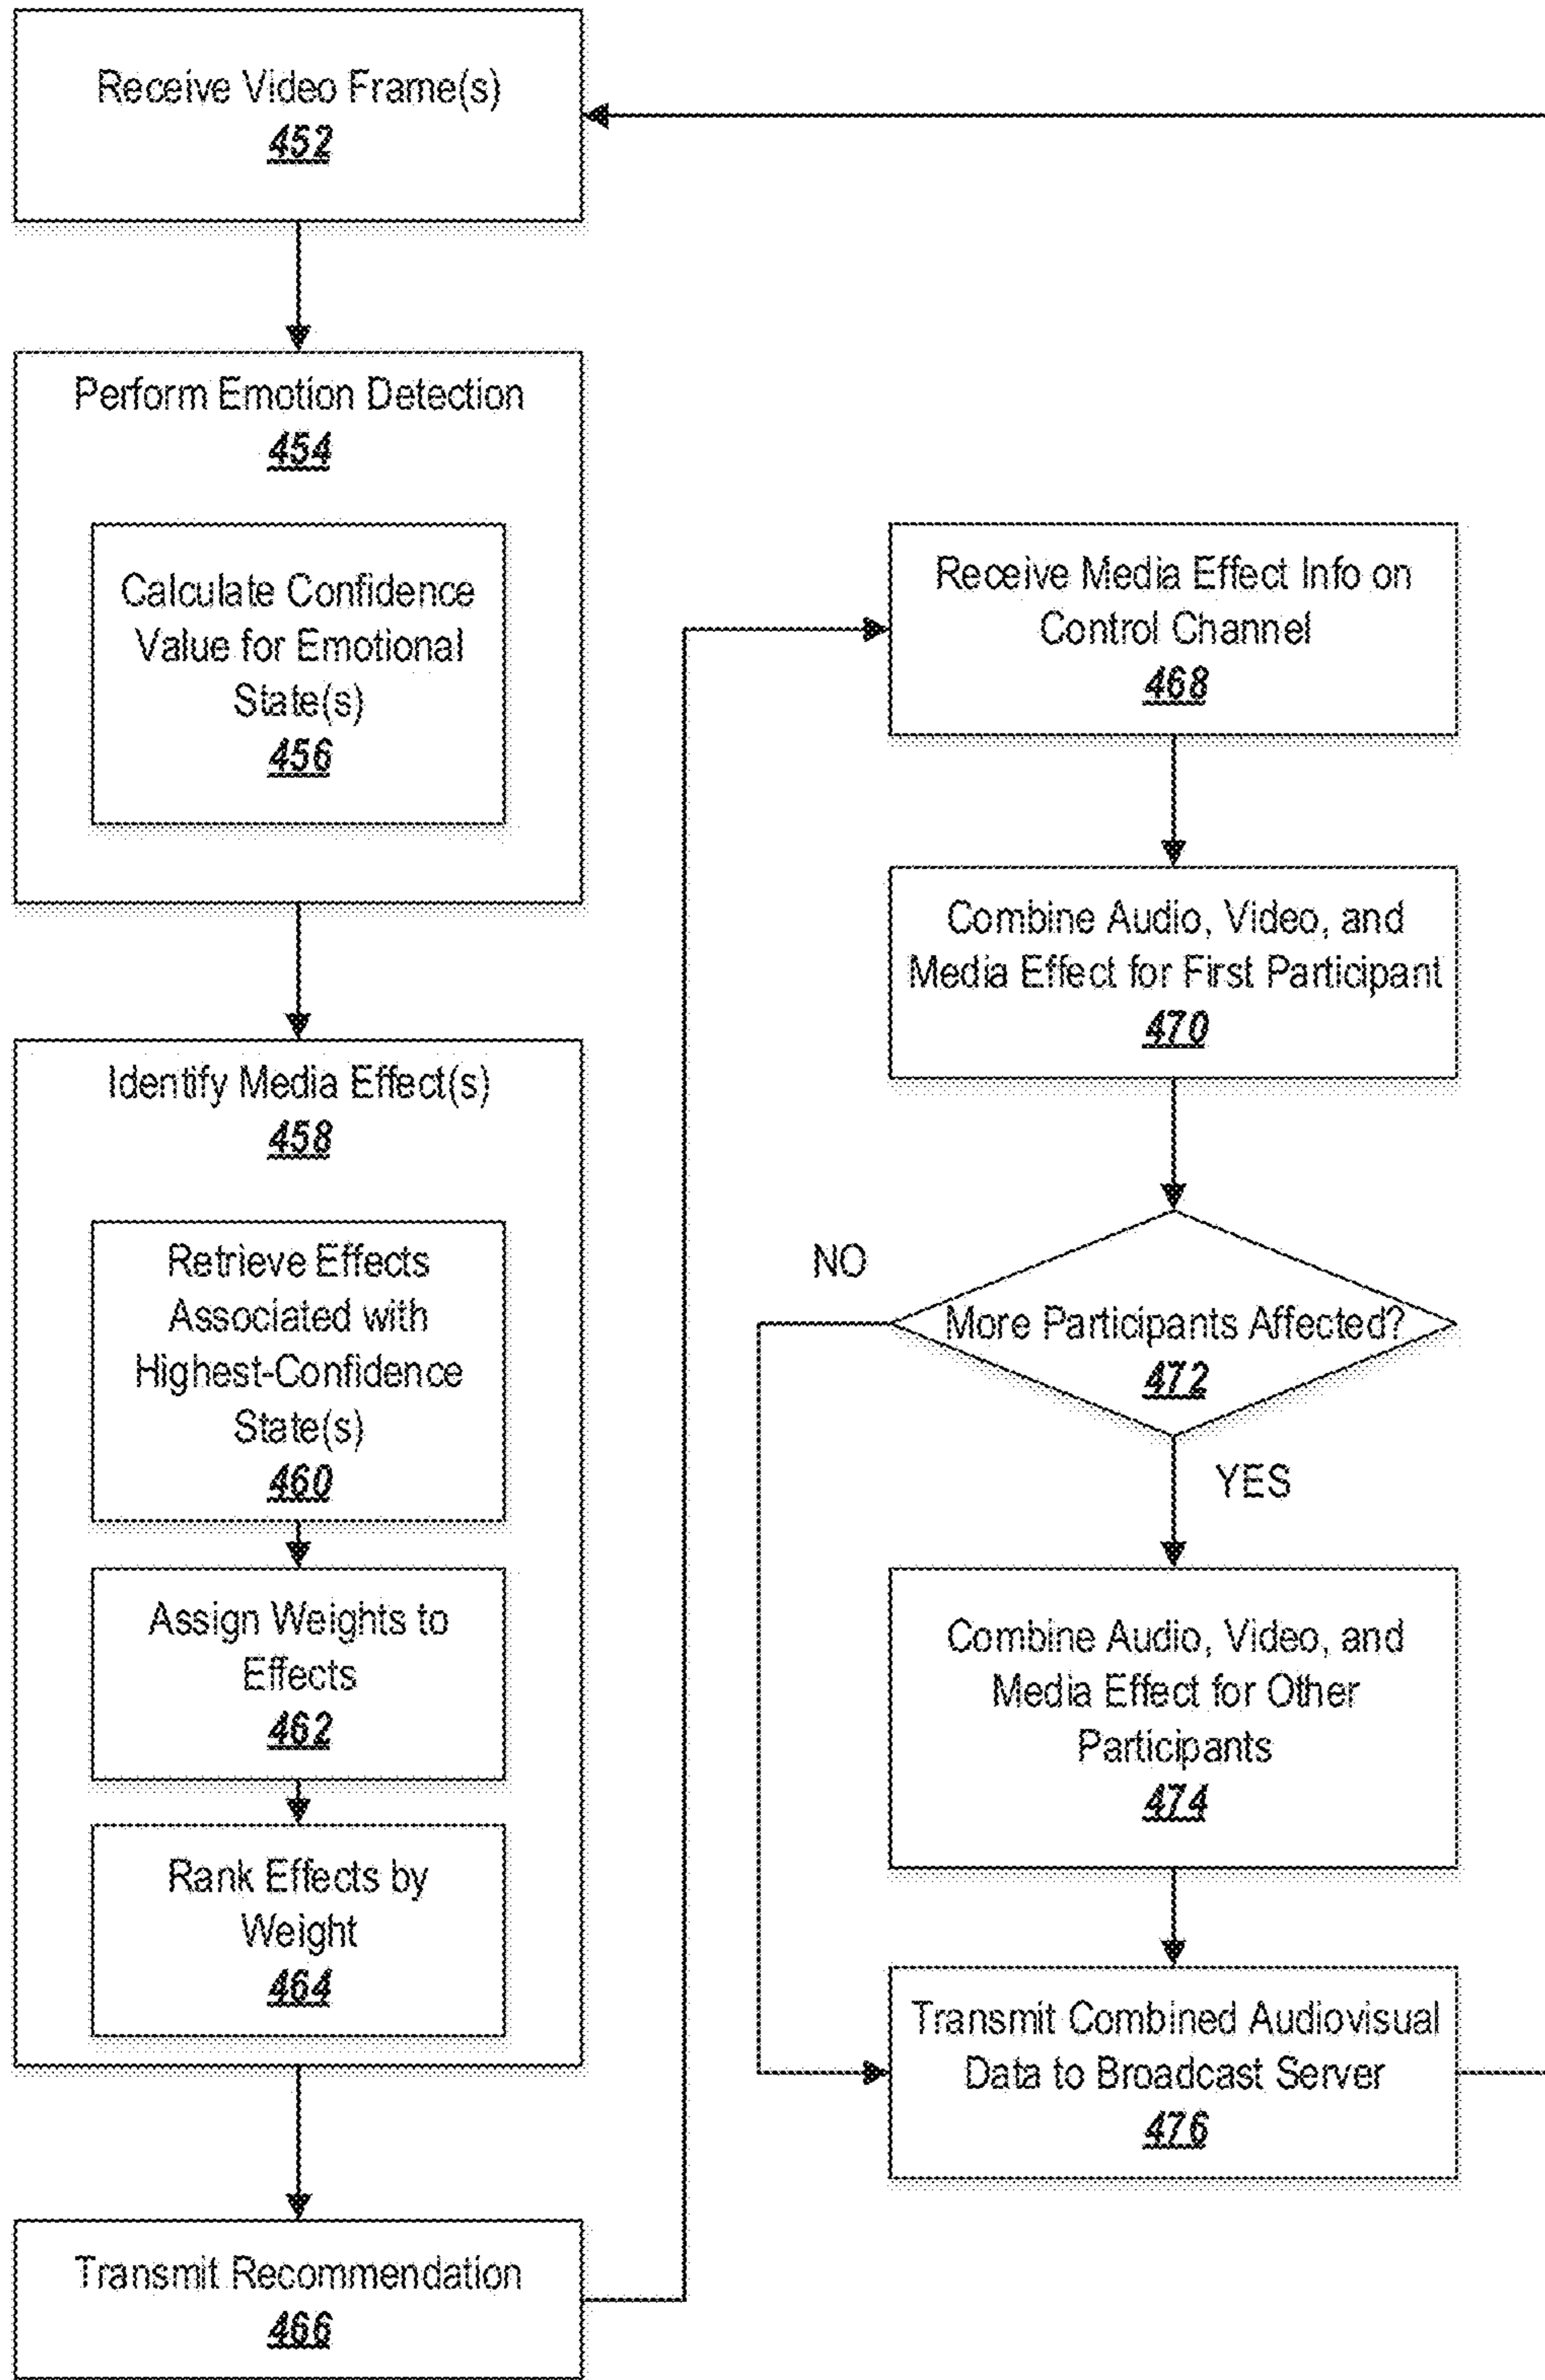 Receive Video Frame(s)
452
Perform Emotion Detection
454
Calculate Confidence
Value for Emotional
State(s)
456
Identify Media Effect(s)
458
Retrieve Effects
Associated with
Highest-Confidence
State(s)
460
Assign Weights to
Effects
462
Rank Effects by
Weight
464
Transmit Recommendation
466
Receive Media Effect Info on
Control Channel
468
Combine Audio, Video, and
Media Effect for First Participant
470
NO
More Participants Affected?
472
YES
Combine Audio, Video, and
Media Effect for Other
Participants
474
Transmit Combined Audiovisual
Data to Broadcast Server
476